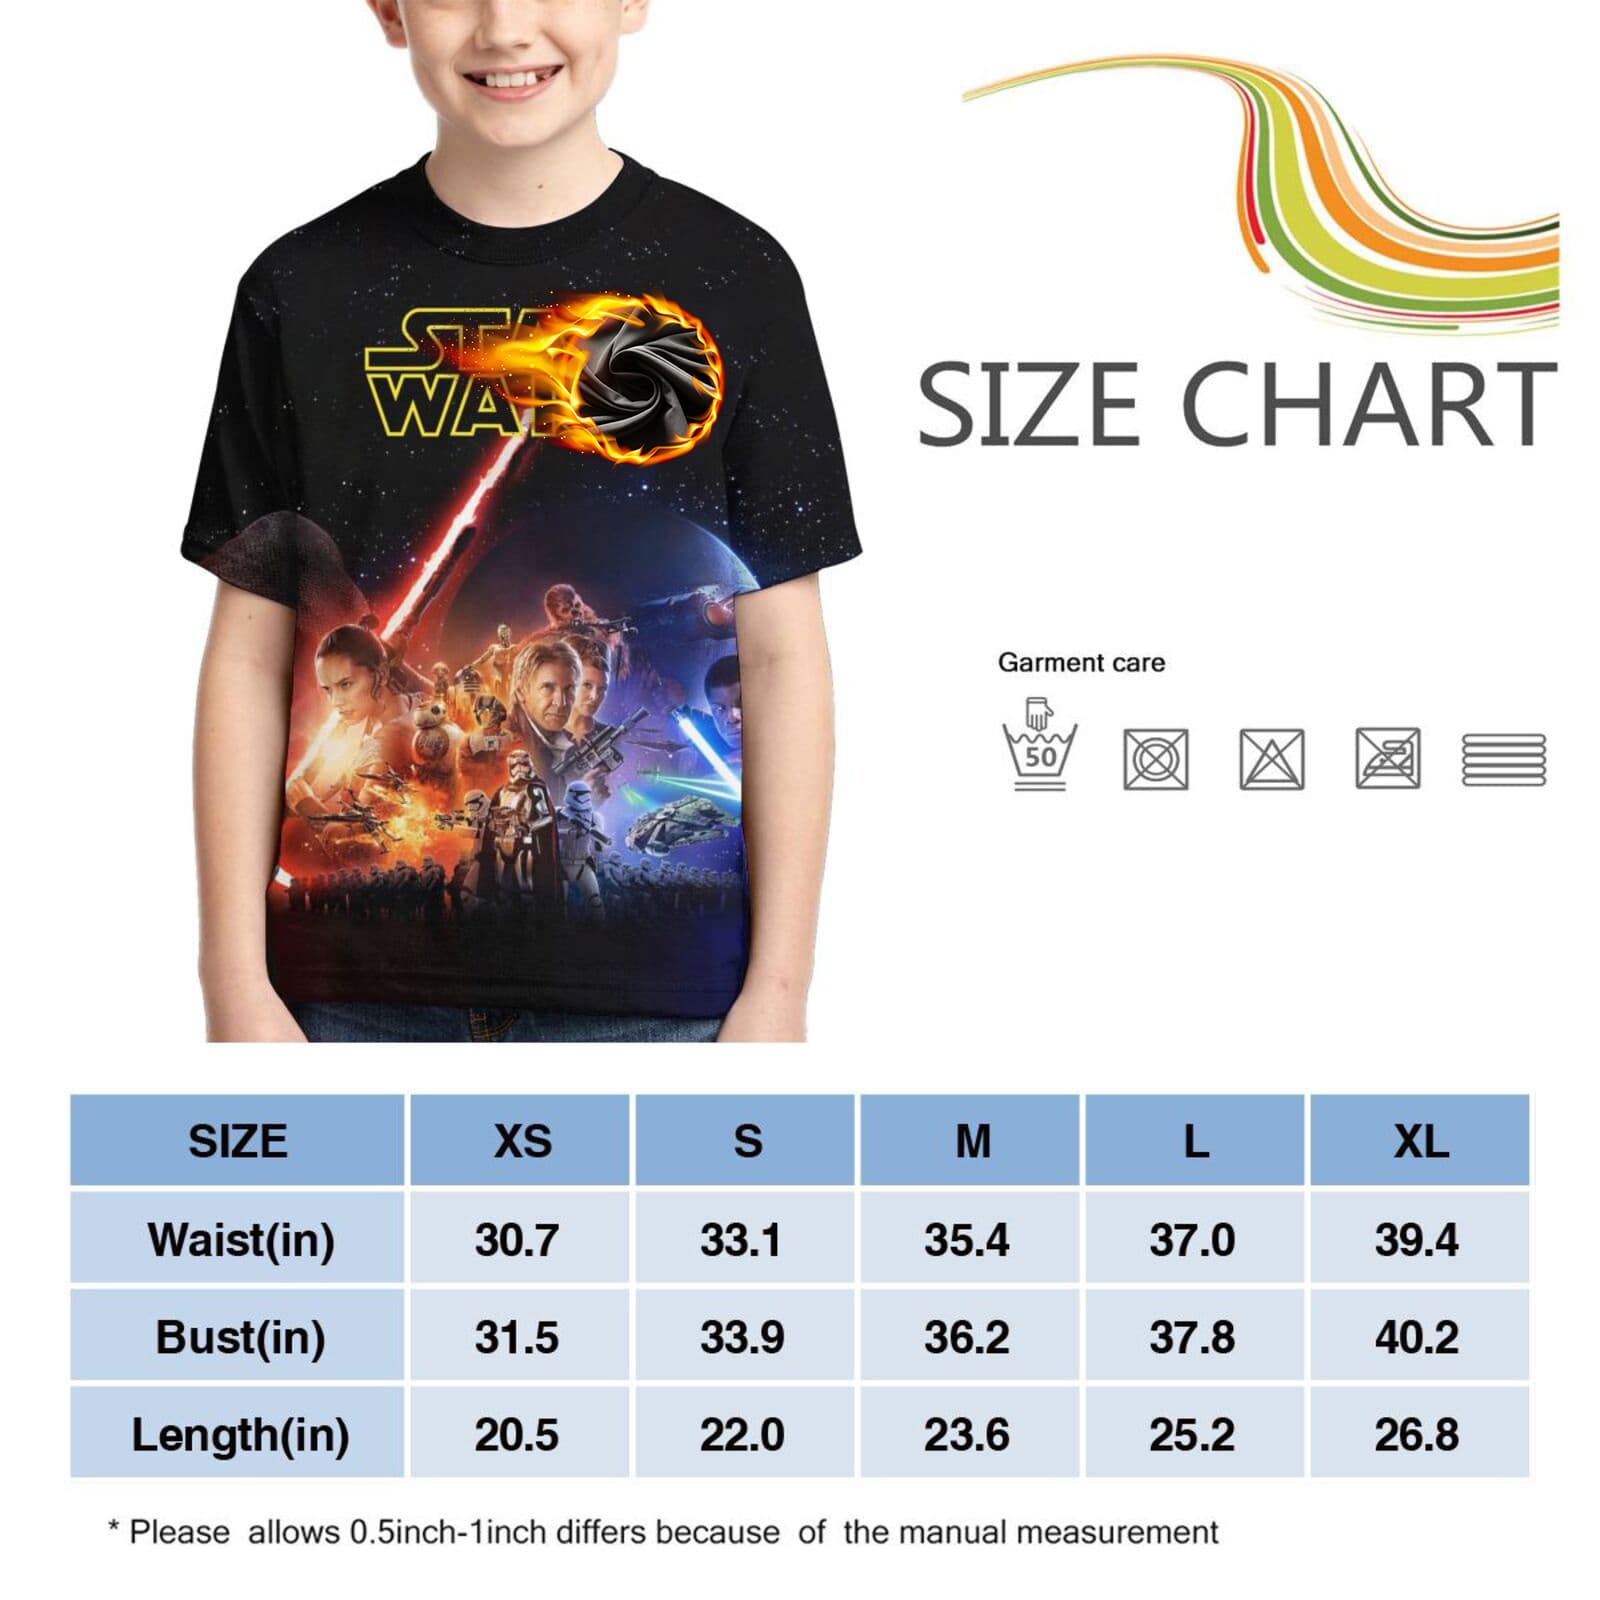 STA
WA
SIZE CHART
Garment care
50
SIZE XS S M L XL
Waist(in) 30.7 33.1 35.4 37.0 39.4
Bust(in) 31.5 33.9 36.2 37.8 40.2
Length(in) 20.5 22.0 23.6 25.2 26.8
* Please allows 0.5inch-1inch differs because of the manual measurement